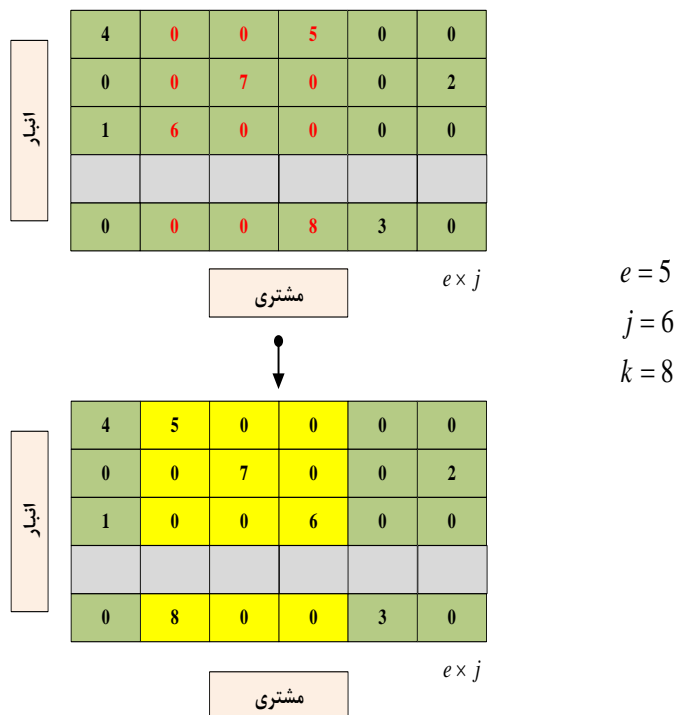 4 0 0 5 0 0
0 0 7 0 0 2
1 6 0 0 0 0
0 0 0 8 3 0
انبار
مشتری
e × j
e = 5
j = 6
k = 8
4 5 0 0 0 0
0 0 7 0 0 2
1 0 0 6 0 0
0 8 0 0 3 0
انبار
مشتری
e × j